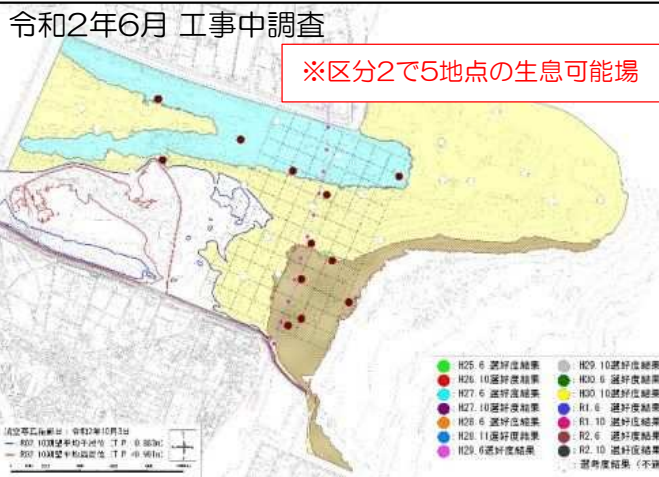 令和2年6月 工事中調査
※区分2で5地点の生息可能場
H25.6 選好度結果
H26.10選好度結果
H27.6 選好度結果
H27.10選好度結果
H28.6 選好度結果
H28.11選好度結果
H29.6選好度結果
H29.10選好度結果
H30.6 選好度結果
H30.10選好度結果
R1.6 選好度結果
R1.10 選好度結果
R2.6 選好度結果
R2.10 選好度結果